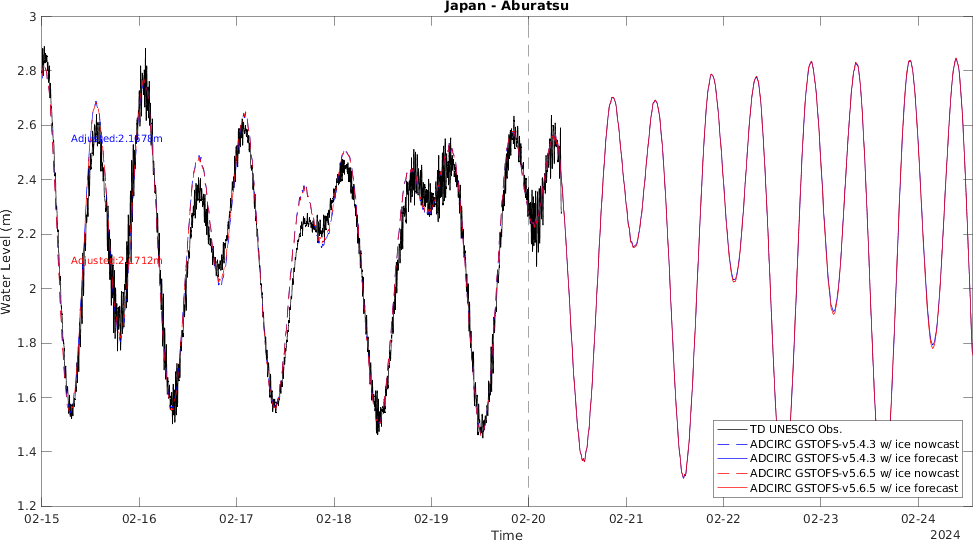 Japan - Aburatsu
3
2.8
2.6
2.4
2.2
2
1.8
1.6
1.4
1.2
Water Level (m)
Adjusted:2.1678m
Adjusted:2.1712m
TD UNESCO Obs.
ADCIRC GSTOFS-v5.4.3 w/ ice nowcast
ADCIRC GSTOFS-v5.4.3 w/ ice forecast
ADCIRC GSTOFS-v5.6.5 w/ ice nowcast
ADCIRC GSTOFS-v5.6.5 w/ ice forecast
02-15 02-16 02-17 02-18 02-19 02-20 02-21 02-22 02-23 02-24
Time
2024